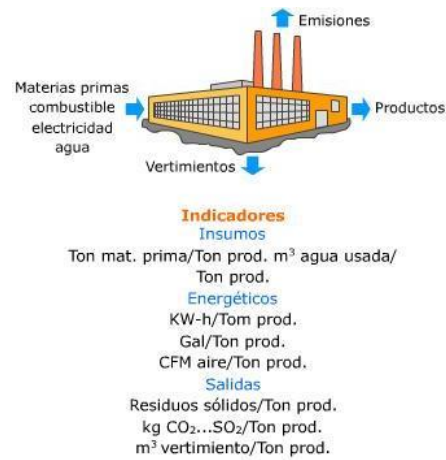 Emisiones
Materias primas
combustible
electricidad
agua
Productos
Vertimientos
Indicadores
Insumos
Ton mat. prima/Ton prod. m³ agua usada/
Ton prod.
Energéticos
KW-h/Tom prod.
Gal/Ton prod.
CFM aire/Ton prod.
Salidas
Residuos sólidos/Ton prod.
kg CO₂...SO₂/Ton prod.
m³ vertimiento/Ton prod.